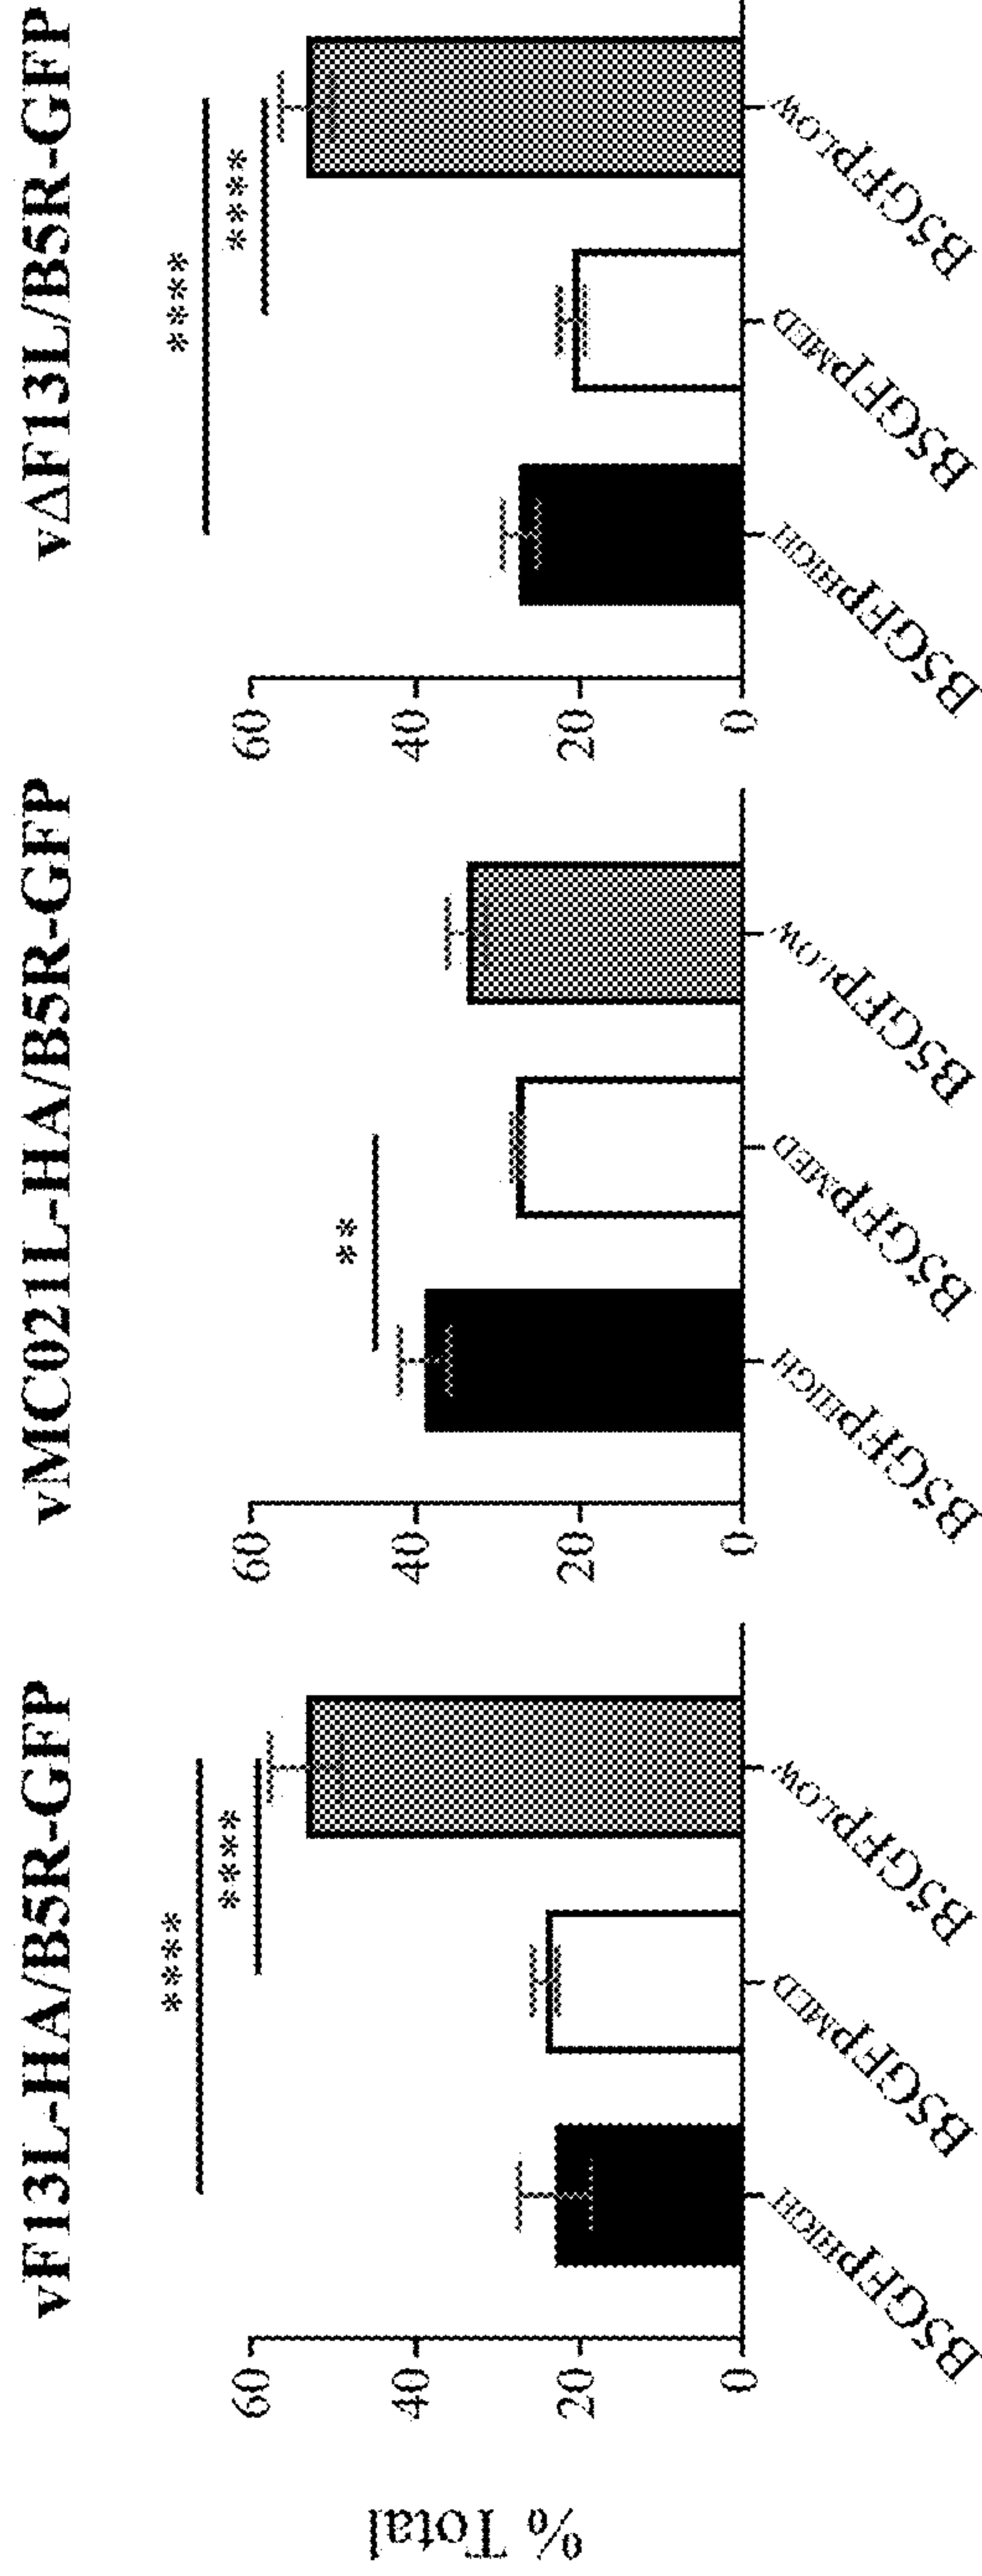 vF13L-HA/B5R-GFP
% Total
60
40
20
0
****
****
B5GFPHIGH
B5GFPMED
B5GFPLOW
vMC021L-HA/B5R-GFP
60
40
20
0
**
B5GFPHIGH
B5GFPMED
B5GFPLOW
vΔF13L/B5R-GFP
60
40
20
0
****
****
B5GFPHIGH
B5GFPMED
B5GFPLOW